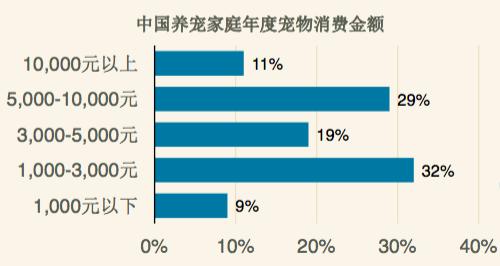 中国养宠家庭年度宠物消费金额
10,000元以上 11%
5,000-10,000元 29%
3,000-5,000元 19%
1,000-3,000元 32%
1,000元以下 9%
0% 10% 20% 30% 40%